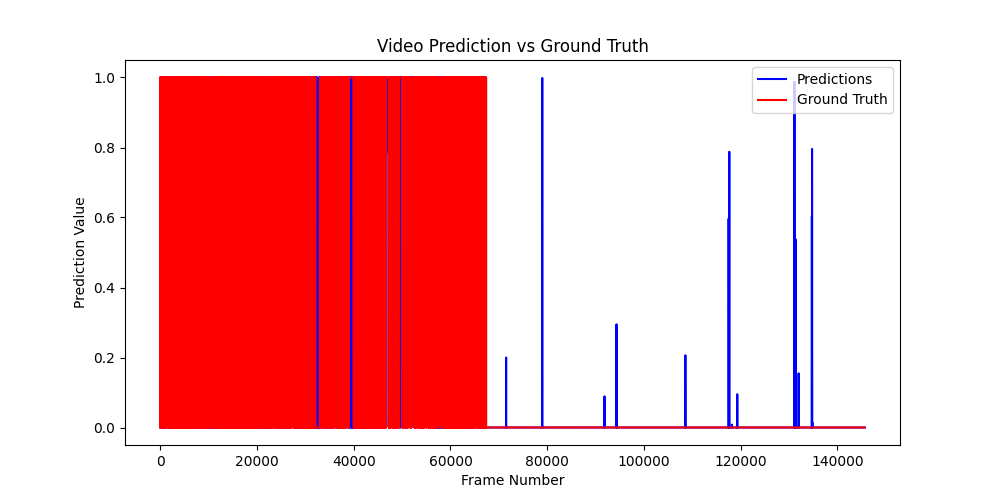 Video Prediction vs Ground Truth
Predictions
Ground Truth
Prediction Value
1.0
0.8
0.6
0.4
0.2
0.0
0 20000 40000 60000 80000 100000 120000 140000
Frame Number